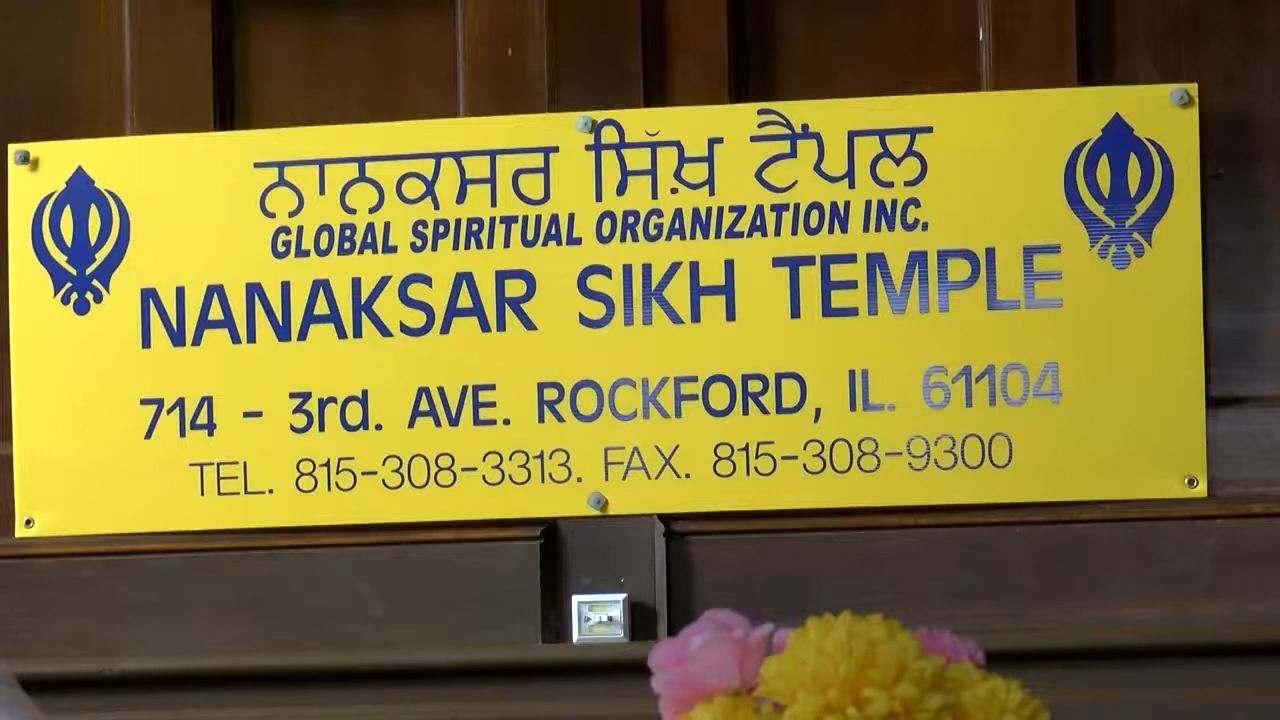 ਨਾਨਕਸਰ ਸਿੱਖ਼ ਟੈਂਪਲ
GLOBAL SPIRITUAL ORGANIZATION INC.
NANAKSAR SIKH TEMPLE
714 - 3rd. AVE. ROCKFORD, IL. 61104
TEL. 815-308-3313. FAX. 815-308-9300